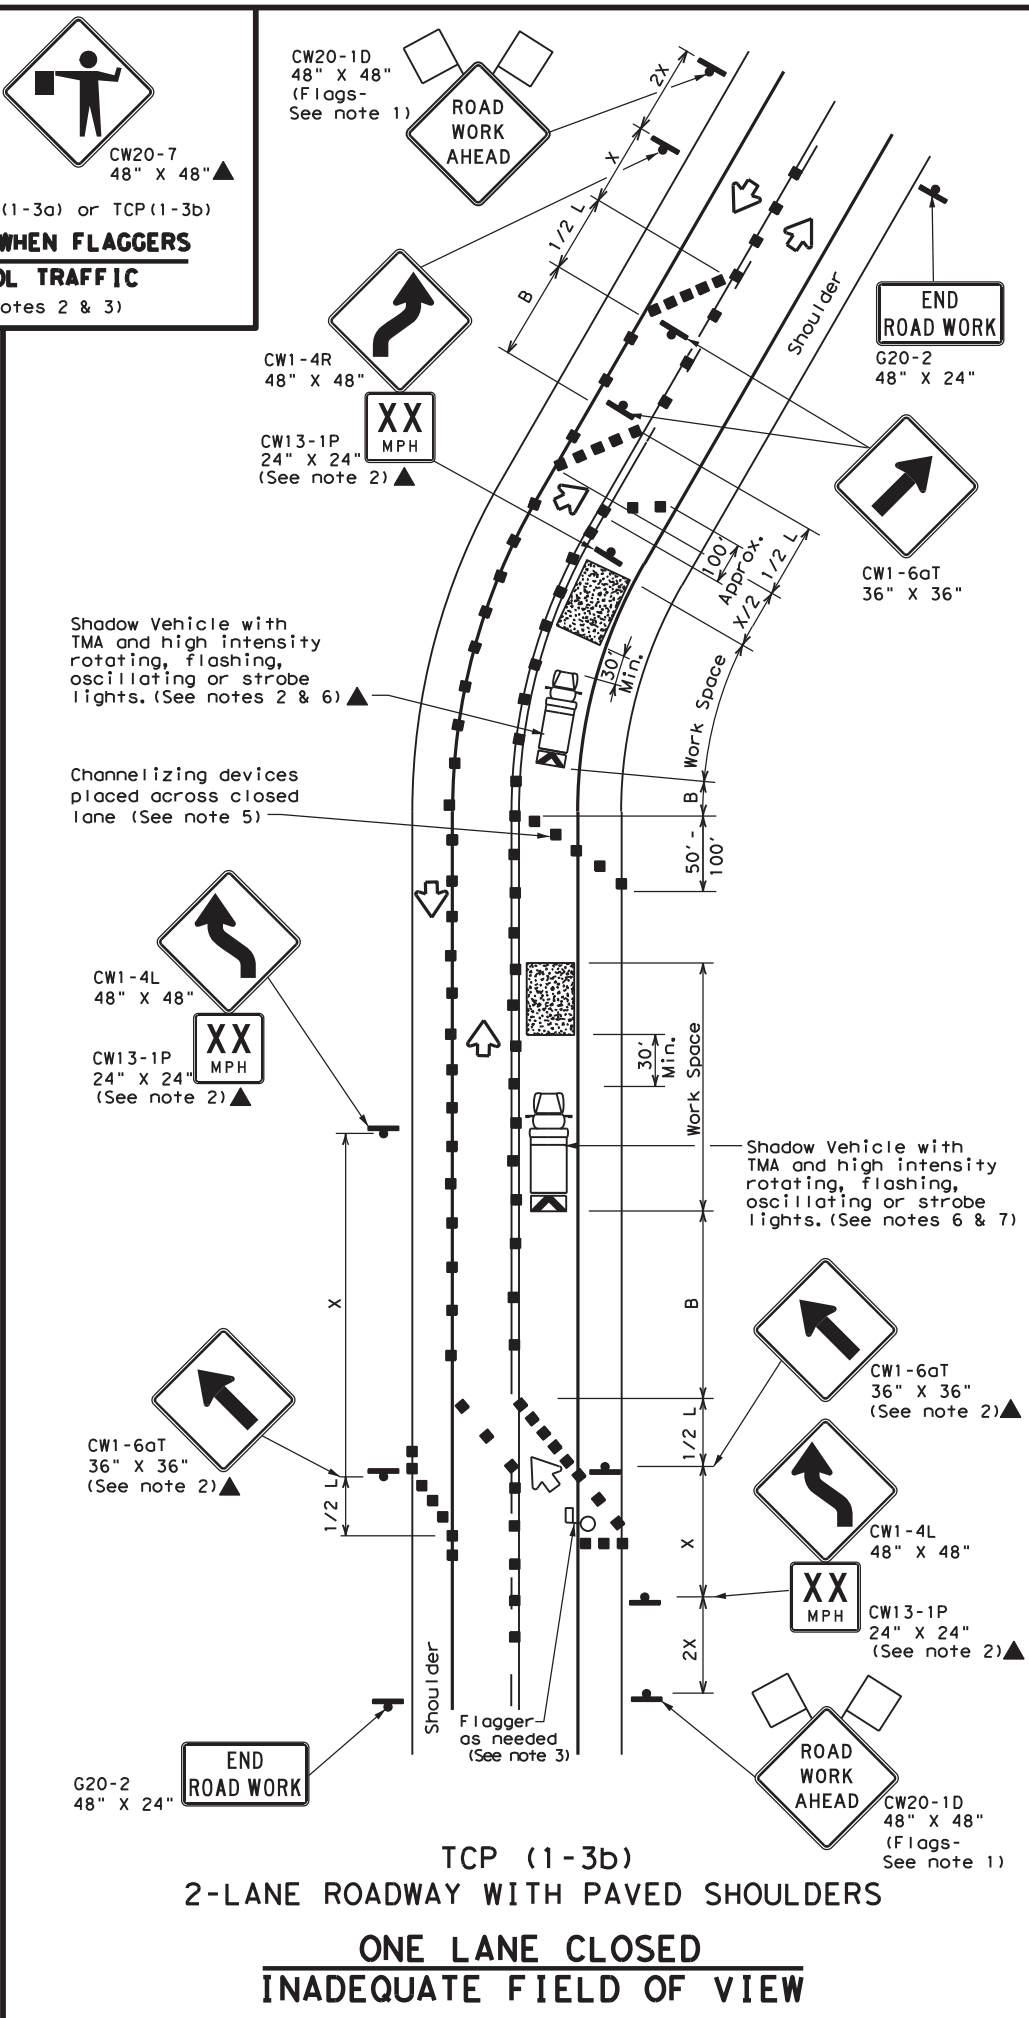 CW20-7
48" X 48"▲
(1-3a) or TCP(1-3b)
WHEN FLAGGERS
OL TRAFFIC
otes 2 & 3)
CW20-1D
48" X 48"
(Flags-
See note 1)
ROAD
WORK
AHEAD
2X
X
1/2 L
B
CW1-4R
48" X 48"
XX
MPH
CW13-1P
24" X 24"
(See note 2)▲
Shoulder
END
ROAD WORK
G20-2
48" X 24"
CW1-6aT
36" X 36"
100'
Approx.
1/2 L
X/2
Shadow Vehicle with
TMA and high intensity
rotating, flashing,
oscillating or strobe
lights. (See notes 2 & 6)▲
30'
Min.
Work Space
B
Channelizing devices
placed across closed
lane (See note 5)
50' -
100'
CW1-4L
48" X 48"
XX
MPH
CW13-1P
24" X 24"
(See note 2)▲
30'
Min.
Work Space
Shadow Vehicle with
TMA and high intensity
rotating, flashing,
oscillating or strobe
lights. (See notes 6 & 7)
X
B
CW1-6aT
36" X 36"
(See note 2)▲
CW1-6aT
36" X 36"
(See note 2)▲
1/2 L
1/2 L
X
CW1-4L
48" X 48"
XX
MPH
CW13-1P
24" X 24"
(See note 2)▲
2X
Shoulder
Flagger
as needed
(See note 3)
END
ROAD WORK
G20-2
48" X 24"
ROAD
WORK
AHEAD
CW20-1D
48" X 48"
(Flags-
See note 1)
TCP (1-3b)
2-LANE ROADWAY WITH PAVED SHOULDERS
ONE LANE CLOSED
INADEQUATE FIELD OF VIEW